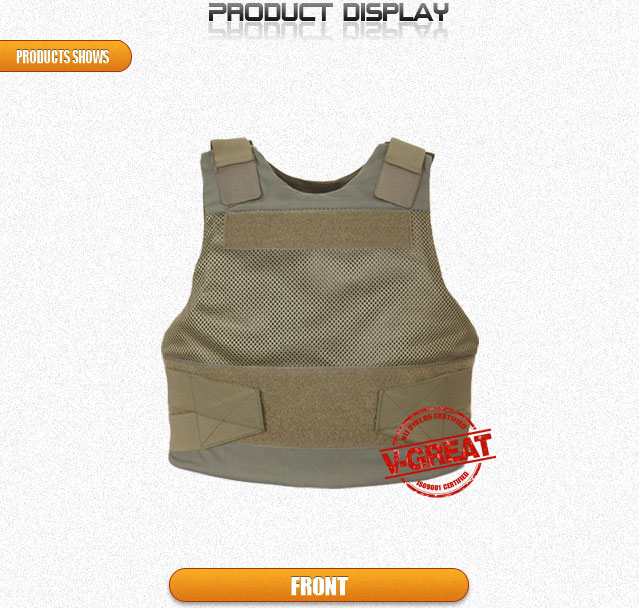 PRODUCT DISPLAY
PRODUCTS SHOWS
V-GREAT
ISO9001 CERTIFIED
FRONT